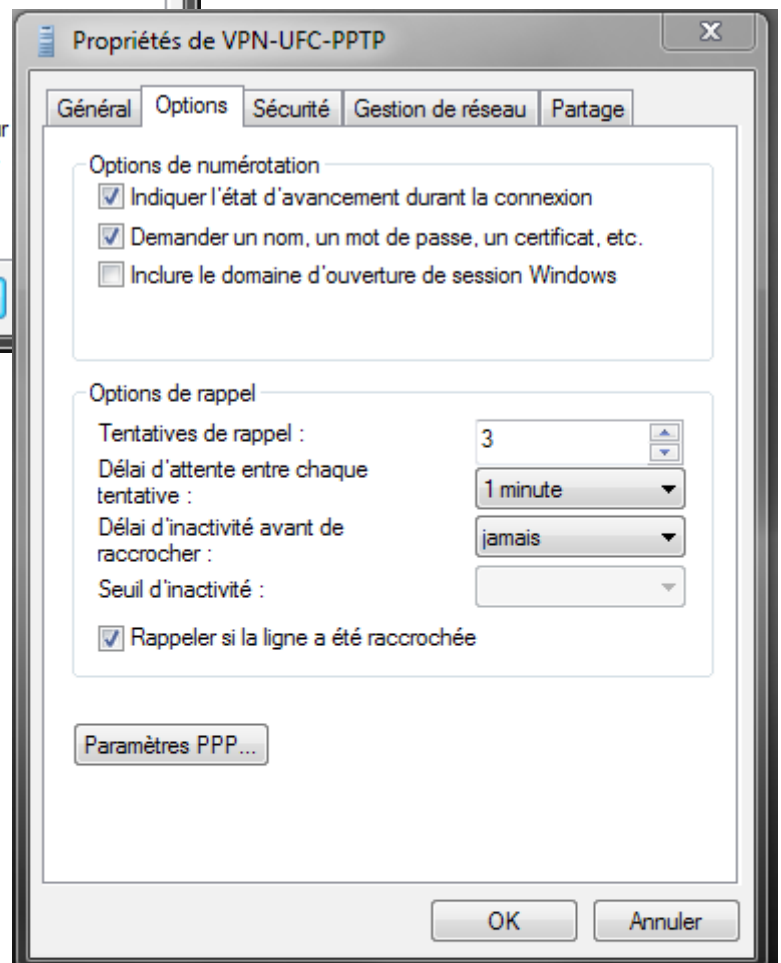 Propriétés de VPN-UFC-PPTP
Général Options Sécurité Gestion de réseau Partage
Options de numérotation
Indiquer l'état d'avancement durant la connexion
Demander un nom, un mot de passe, un certificat, etc.
Inclure le domaine d'ouverture de session Windows
Options de rappel
Tentatives de rappel : 3
Délai d'attente entre chaque
tentative : 1 minute
Délai d'inactivité avant de
raccrocher : jamais
Seuil d'inactivité :
Rappeler si la ligne a été raccrochée
Paramètres PPP...
OK Annuler